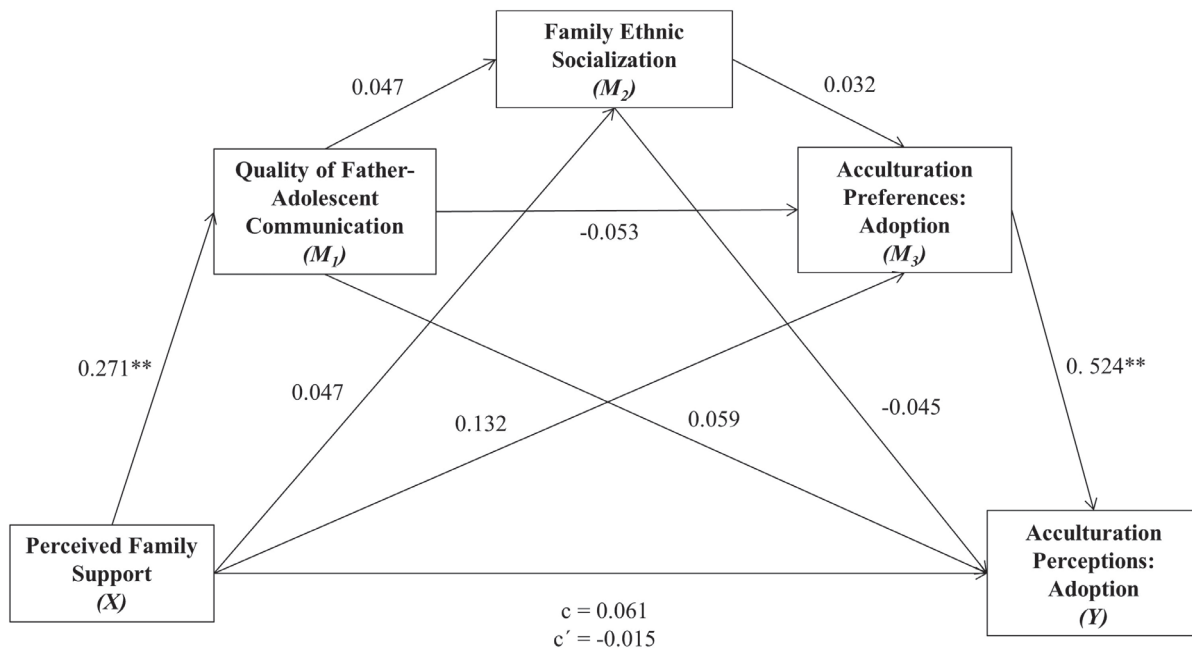 Family Ethnic
Socialization
(M2)
0.047
0.032
Quality of Father-
Adolescent
Communication
(M1)
Acculturation
Preferences:
Adoption
(M3)
-0.053
0.271**
0.047
0.132
0.059
-0.045
0. 524**
Perceived Family
Support
(X)
Acculturation
Perceptions:
Adoption
(Y)
c = 0.061
c´ = -0.015